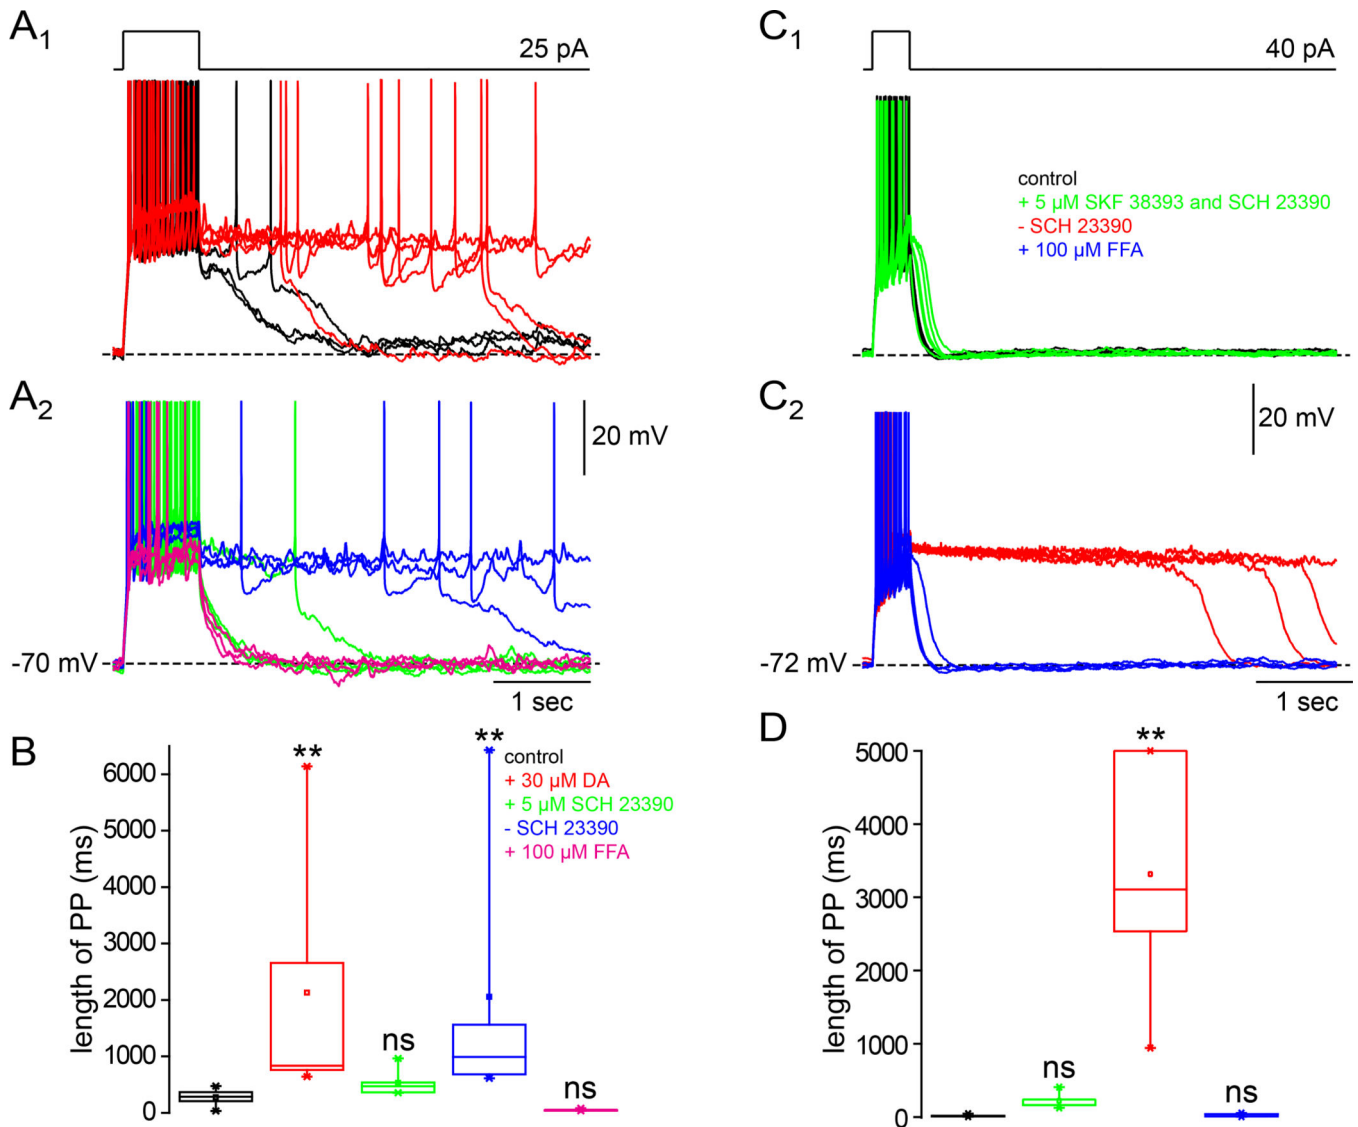 A1
25 pA
A2
20 mV
-70 mV
1 sec
B
control
+ 30 µM DA
+ 5 µM SCH 23390
- SCH 23390
+ 100 µM FFA
length of PP (ms)
6000
5000
4000
3000
2000
1000
0
**
ns
**
ns
C1
40 pA
control
+ 5 µM SKF 38393 and SCH 23390
- SCH 23390
+ 100 µM FFA
C2
20 mV
-72 mV
1 sec
D
length of PP (ms)
5000
4000
3000
2000
1000
0
ns
**
ns